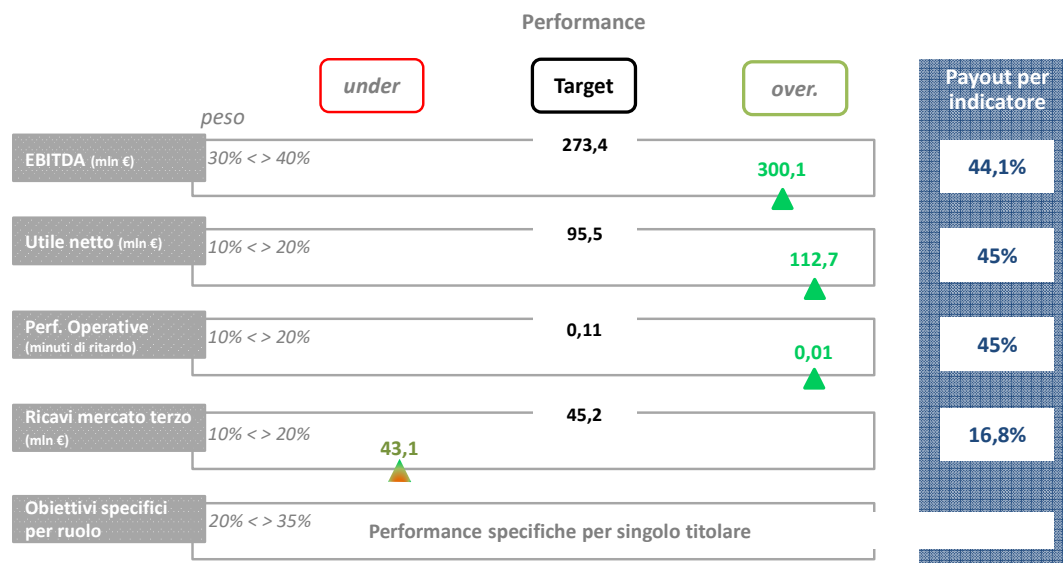 Performance
under
Target
over.
Payout per
indicatore
peso
EBITDA (mln €)
30% < > 40%
273,4
300,1
44,1%
Utile netto (mln €)
10% < > 20%
95,5
112,7
45%
Perf. Operative
(minuti di ritardo)
10% < > 20%
0,11
0,01
45%
Ricavi mercato terzo
(mln €)
10% < > 20%
45,2
43,1
16,8%
Obiettivi specifici
per ruolo
20% < > 35%
Performance specifiche per singolo titolare